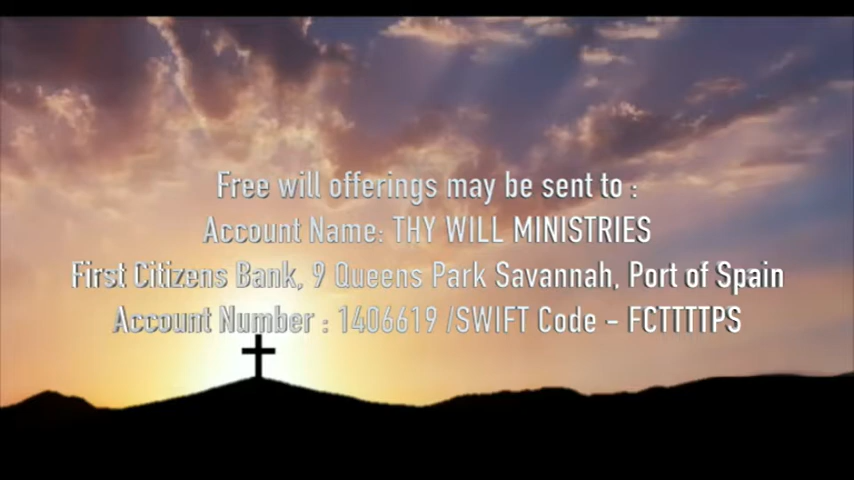 Free will offerings may be sent to :
Account Name: THY WILL MINISTRIES
First Citizens Bank, 9 Queens Park Savannah, Port of Spain
Account Number : 1406619 /SWIFT Code - FCTTTTPS